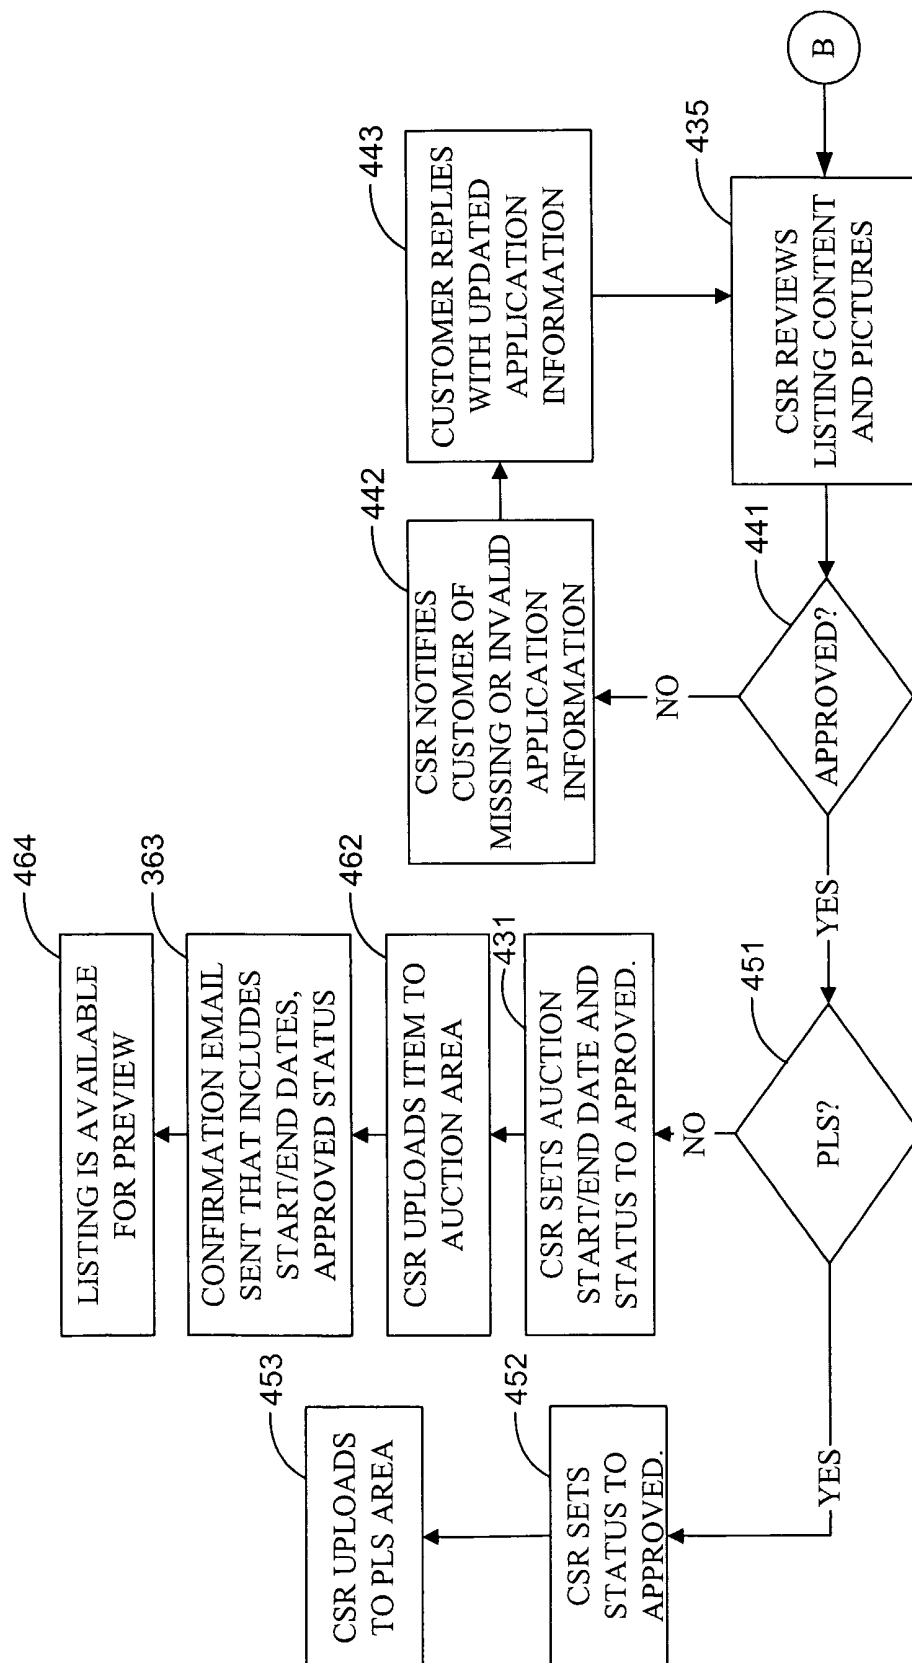 B
435
CSR REVIEWS
LISTING CONTENT
AND PICTURES
441
APPROVED?
NO
442
CSR NOTIFIES
CUSTOMER OF
MISSING OR INVALID
APPLICATION
INFORMATION
443
CUSTOMER REPLIES
WITH UPDATED
APPLICATION
INFORMATION
YES
451
PLS?
NO
431
CSR SETS AUCTION
START/END DATE AND
STATUS TO APPROVED.
462
CSR UPLOADS ITEM TO
AUCTION AREA
363
CONFIRMATION EMAIL
SENT THAT INCLUDES
START/END DATES,
APPROVED STATUS
464
LISTING IS AVAILABLE
FOR PREVIEW
YES
452
CSR SETS
STATUS TO
APPROVED.
453
CSR UPLOADS
TO PLS AREA